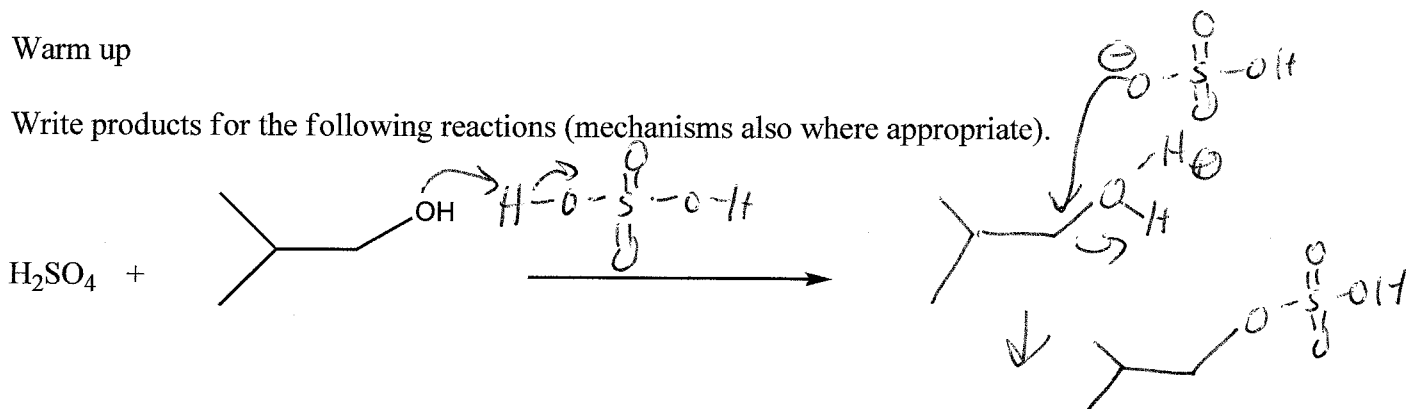 Warm up
O
⊖O-S-OH
O
Write products for the following reactions (mechanisms also where appropriate).
O
H ⊕
OH H-O-S-O-H
O
O
H
H₂SO₄ +
O
O-S-OH
O